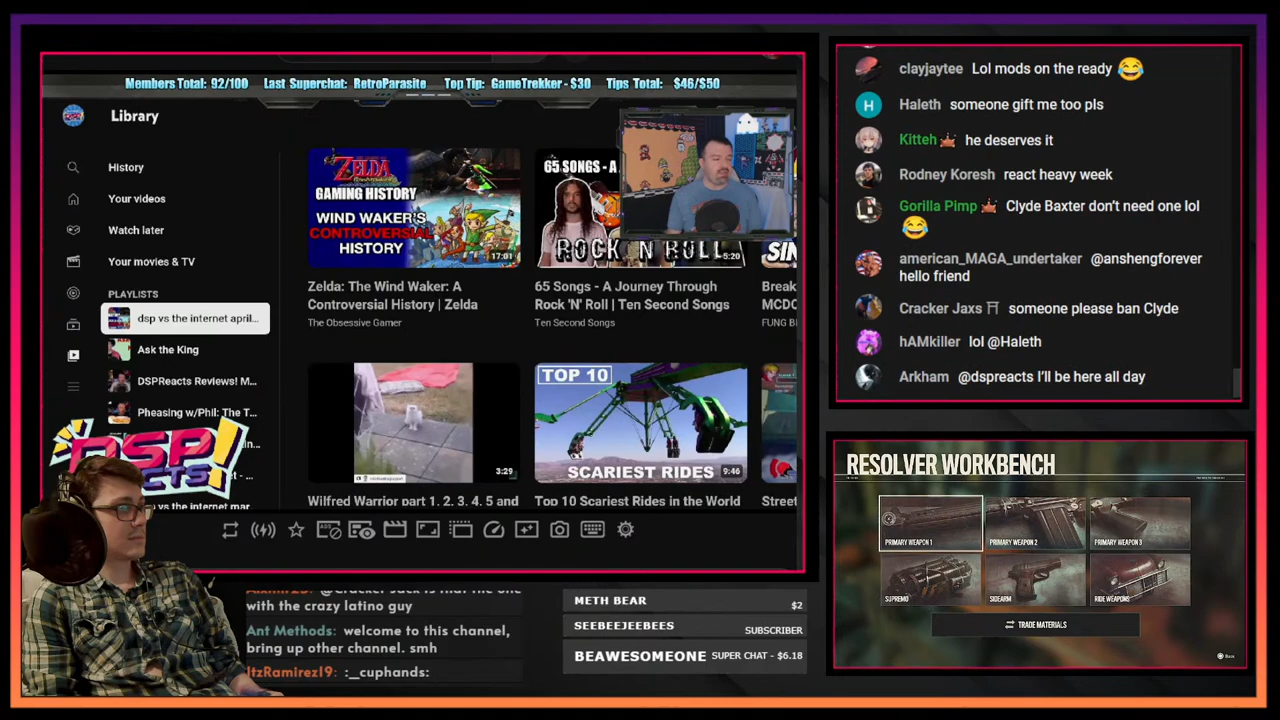 Members Total: 92/100 Last Superchat: RetroParasite Top Tip: GameTrekker - $30 Tips Total: $46/$50
Library
History
Your videos
Watch later
Your movies & TV
PLAYLISTS
dsp vs the internet april...
Ask the King
DSPReacts Reviews! M...
Pheasing w/Phil: The T...
DSP!
ZELDA
GAMING HISTORY
WIND WAKER'S
CONTROVERSIAL
HISTORY
17:01
Zelda: The Wind Waker: A
Controversial History | Zelda
The Obsessive Gamer
65 SONGS - A
ROCK N ROLL
5:20
65 Songs - A Journey Through
Rock 'N' Roll | Ten Second Songs
Ten Second Songs
Break
MCDO
FUNG B
3:29
Wilfred Warrior part 1. 2. 3. 4. 5 and
TOP 10
SCARIEST RIDES
9:46
Top 10 Scariest Rides in the World
Street
with the crazy latino guy
Ant Methods: welcome to this channel,
bring up other channel. smh
ItzRamirez19: :_cuphands:
METH BEAR $2
SEEBEEJEEBEES SUBSCRIBER
BEAWESOMEONE SUPER CHAT - $6.18
clayjaytee Lol mods on the ready 😂
H Haleth someone gift me too pls
Kitteh he deserves it
Rodney Koresh react heavy week
Gorilla Pimp Clyde Baxter don't need one lol
😂
american_MAGA_undertaker @anshengforever
hello friend
Cracker Jaxs ⛩ someone please ban Clyde
hAMkiller lol @Haleth
Arkham @dspreacts I'll be here all day
RESOLVER WORKBENCH
PRIMARY WEAPON 1
PRIMARY WEAPON 2
PRIMARY WEAPON 3
SUPREMO
SIDEARM
RIDE WEAPONS
TRADE MATERIALS
Back